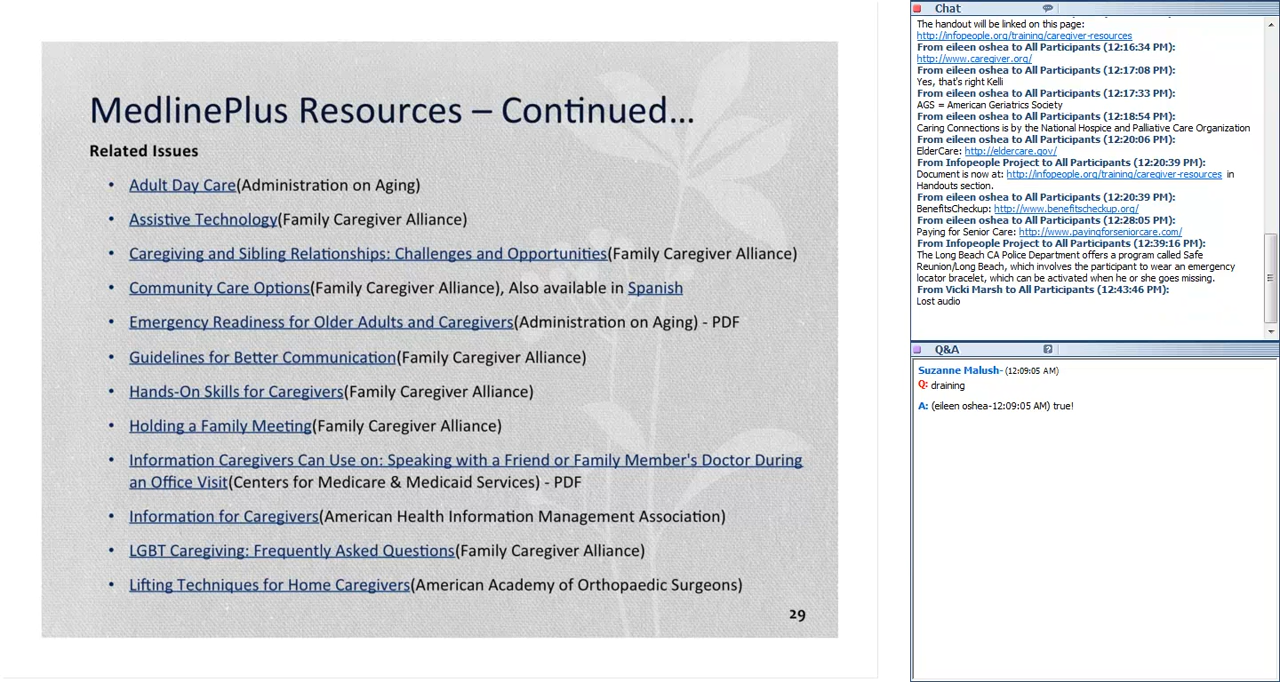 MedlinePlus Resources – Continued...
Related Issues
• Adult Day Care(Administration on Aging)
• Assistive Technology(Family Caregiver Alliance)
• Caregiving and Sibling Relationships: Challenges and Opportunities(Family Caregiver Alliance)
• Community Care Options(Family Caregiver Alliance), Also available in Spanish
• Emergency Readiness for Older Adults and Caregivers(Administration on Aging) - PDF
• Guidelines for Better Communication(Family Caregiver Alliance)
• Hands-On Skills for Caregivers(Family Caregiver Alliance)
• Holding a Family Meeting(Family Caregiver Alliance)
• Information Caregivers Can Use on: Speaking with a Friend or Family Member's Doctor During
an Office Visit(Centers for Medicare & Medicaid Services) - PDF
• Information for Caregivers(American Health Information Management Association)
• LGBT Caregiving: Frequently Asked Questions(Family Caregiver Alliance)
• Lifting Techniques for Home Caregivers(American Academy of Orthopaedic Surgeons)
29
Chat
The handout will be linked on this page:
http://infopeople.org/training/caregiver-resources
From eileen oshea to All Participants (12:16:34 PM):
http://www.caregiver.org/
From eileen oshea to All Participants (12:17:08 PM):
Yes, that's right Kelli
From eileen oshea to All Participants (12:17:33 PM):
AGS = American Geriatrics Society
From eileen oshea to All Participants (12:18:54 PM):
Caring Connections is by the National Hospice and Palliative Care Organization
From eileen oshea to All Participants (12:20:06 PM):
ElderCare: http://eldercare.gov/
From Infopeople Project to All Participants (12:20:39 PM):
Document is now at: http://infopeople.org/training/caregiver-resources in
Handouts section.
From eileen oshea to All Participants (12:20:39 PM):
BenefitsCheckup: http://www.benefitscheckup.org/
From eileen oshea to All Participants (12:28:05 PM):
Paying for Senior Care: http://www.payingforseniorcare.com/
From Infopeople Project to All Participants (12:39:16 PM):
The Long Beach CA Police Department offers a program called Safe
Reunion/Long Beach, which involves the participant to wear an emergency
locator bracelet, which can be activated when he or she goes missing.
From Vicki Marsh to All Participants (12:43:46 PM):
Lost audio
Q&A
Suzanne Malush- (12:09:05 AM)
Q: draining
A: (eileen oshea-12:09:05 AM) true!